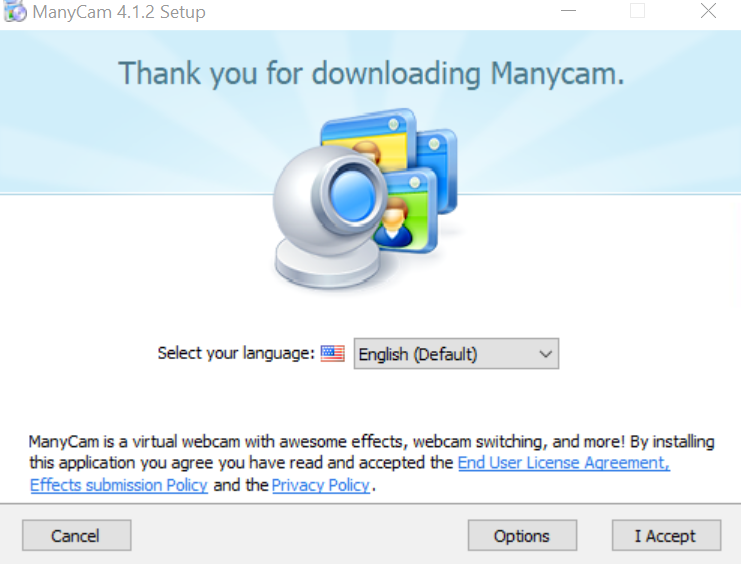 ManyCam 4.1.2 Setup
Thank you for downloading Manycam.
Select your language: English (Default)
ManyCam is a virtual webcam with awesome effects, webcam switching, and more! By installing
this application you agree you have read and accepted the End User License Agreement,
Effects submission Policy and the Privacy Policy.
Cancel Options I Accept